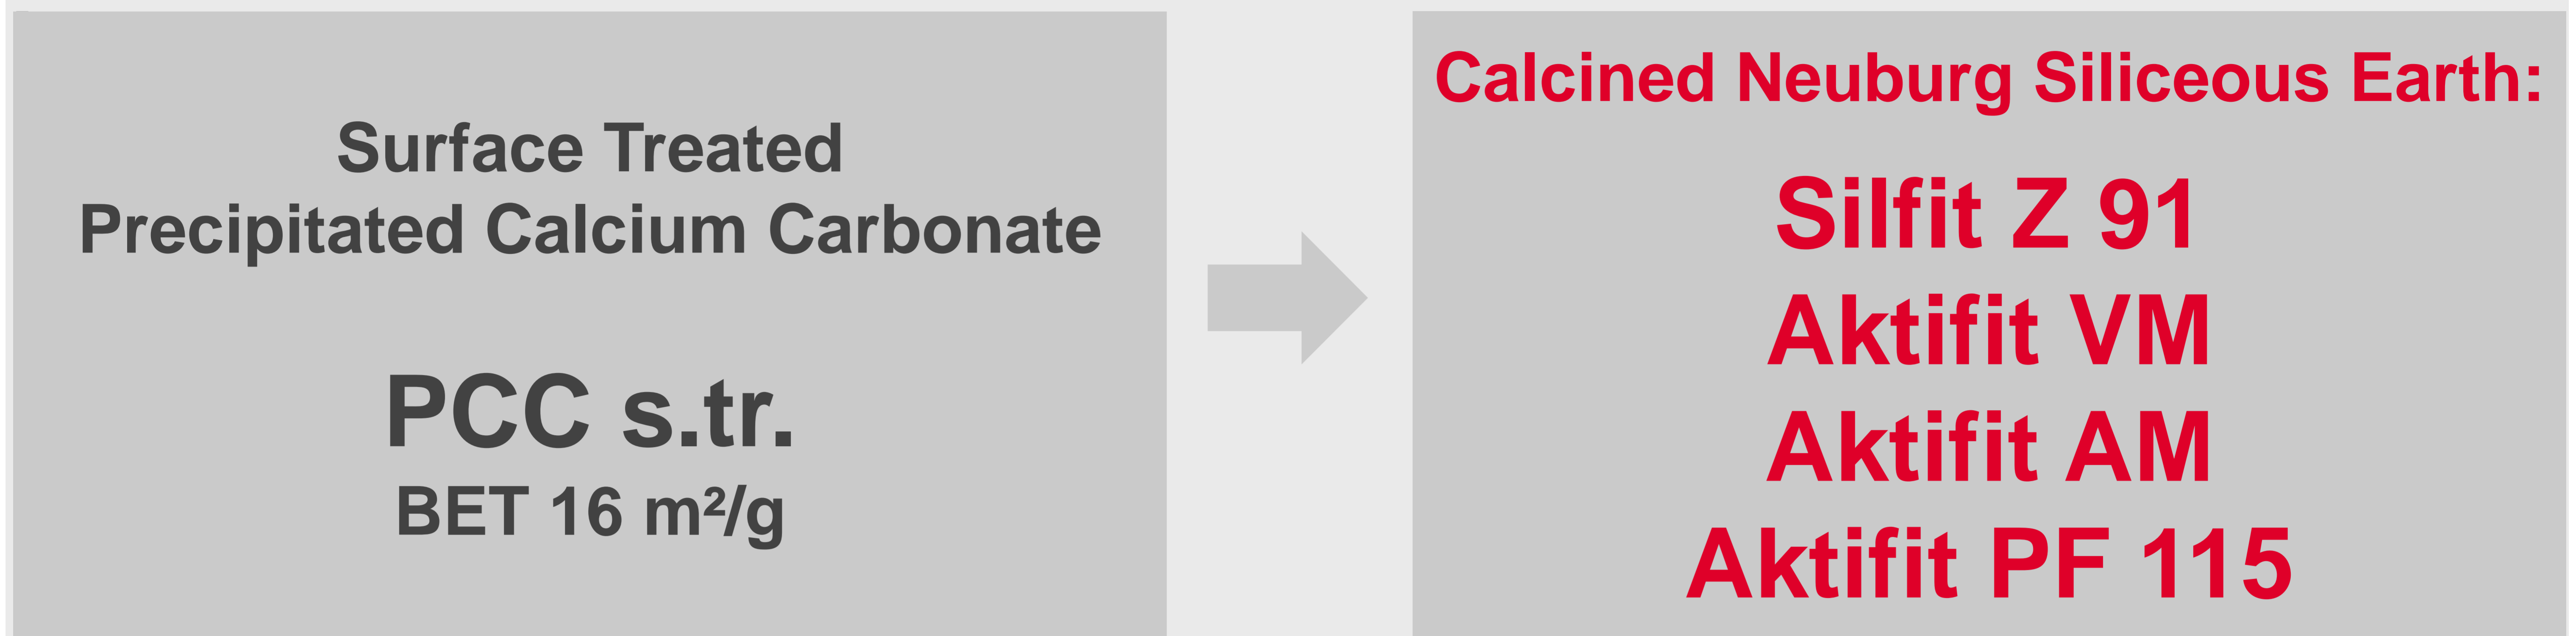 Surface Treated
Precipitated Calcium Carbonate
PCC s.tr.
BET 16 m²/g
Calcined Neuburg Siliceous Earth:
Silfit Z 91
Aktifit VM
Aktifit AM
Aktifit PF 115